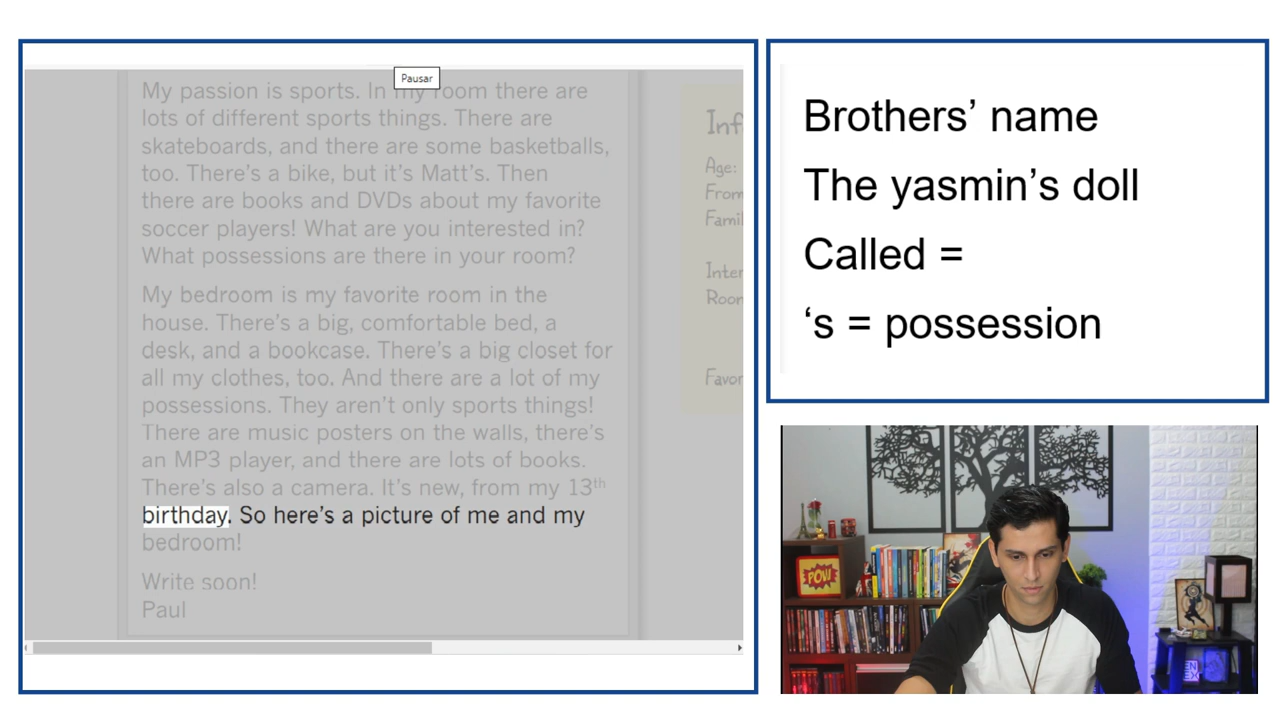 Pausar
My passion is sports. In my room there are
lots of different sports things. There are
skateboards, and there are some basketballs,
too. There's a bike, but it's Matt's. Then
there are books and DVDs about my favorite
soccer players! What are you interested in?
What possessions are there in your room?
My bedroom is my favorite room in the
house. There's a big, comfortable bed, a
desk, and a bookcase. There's a big closet for
all my clothes, too. And there are a lot of my
possessions. They aren't only sports things!
There are music posters on the walls, there's
an MP3 player, and there are lots of books.
There's also a camera. It's new, from my 13th
birthday. So here's a picture of me and my
bedroom!
Write soon!
Paul
Inf
Age:
From
Famil
Inter
Room
Favor
Brothers' name
The yasmin's doll
Called =
‘s = possession
POW